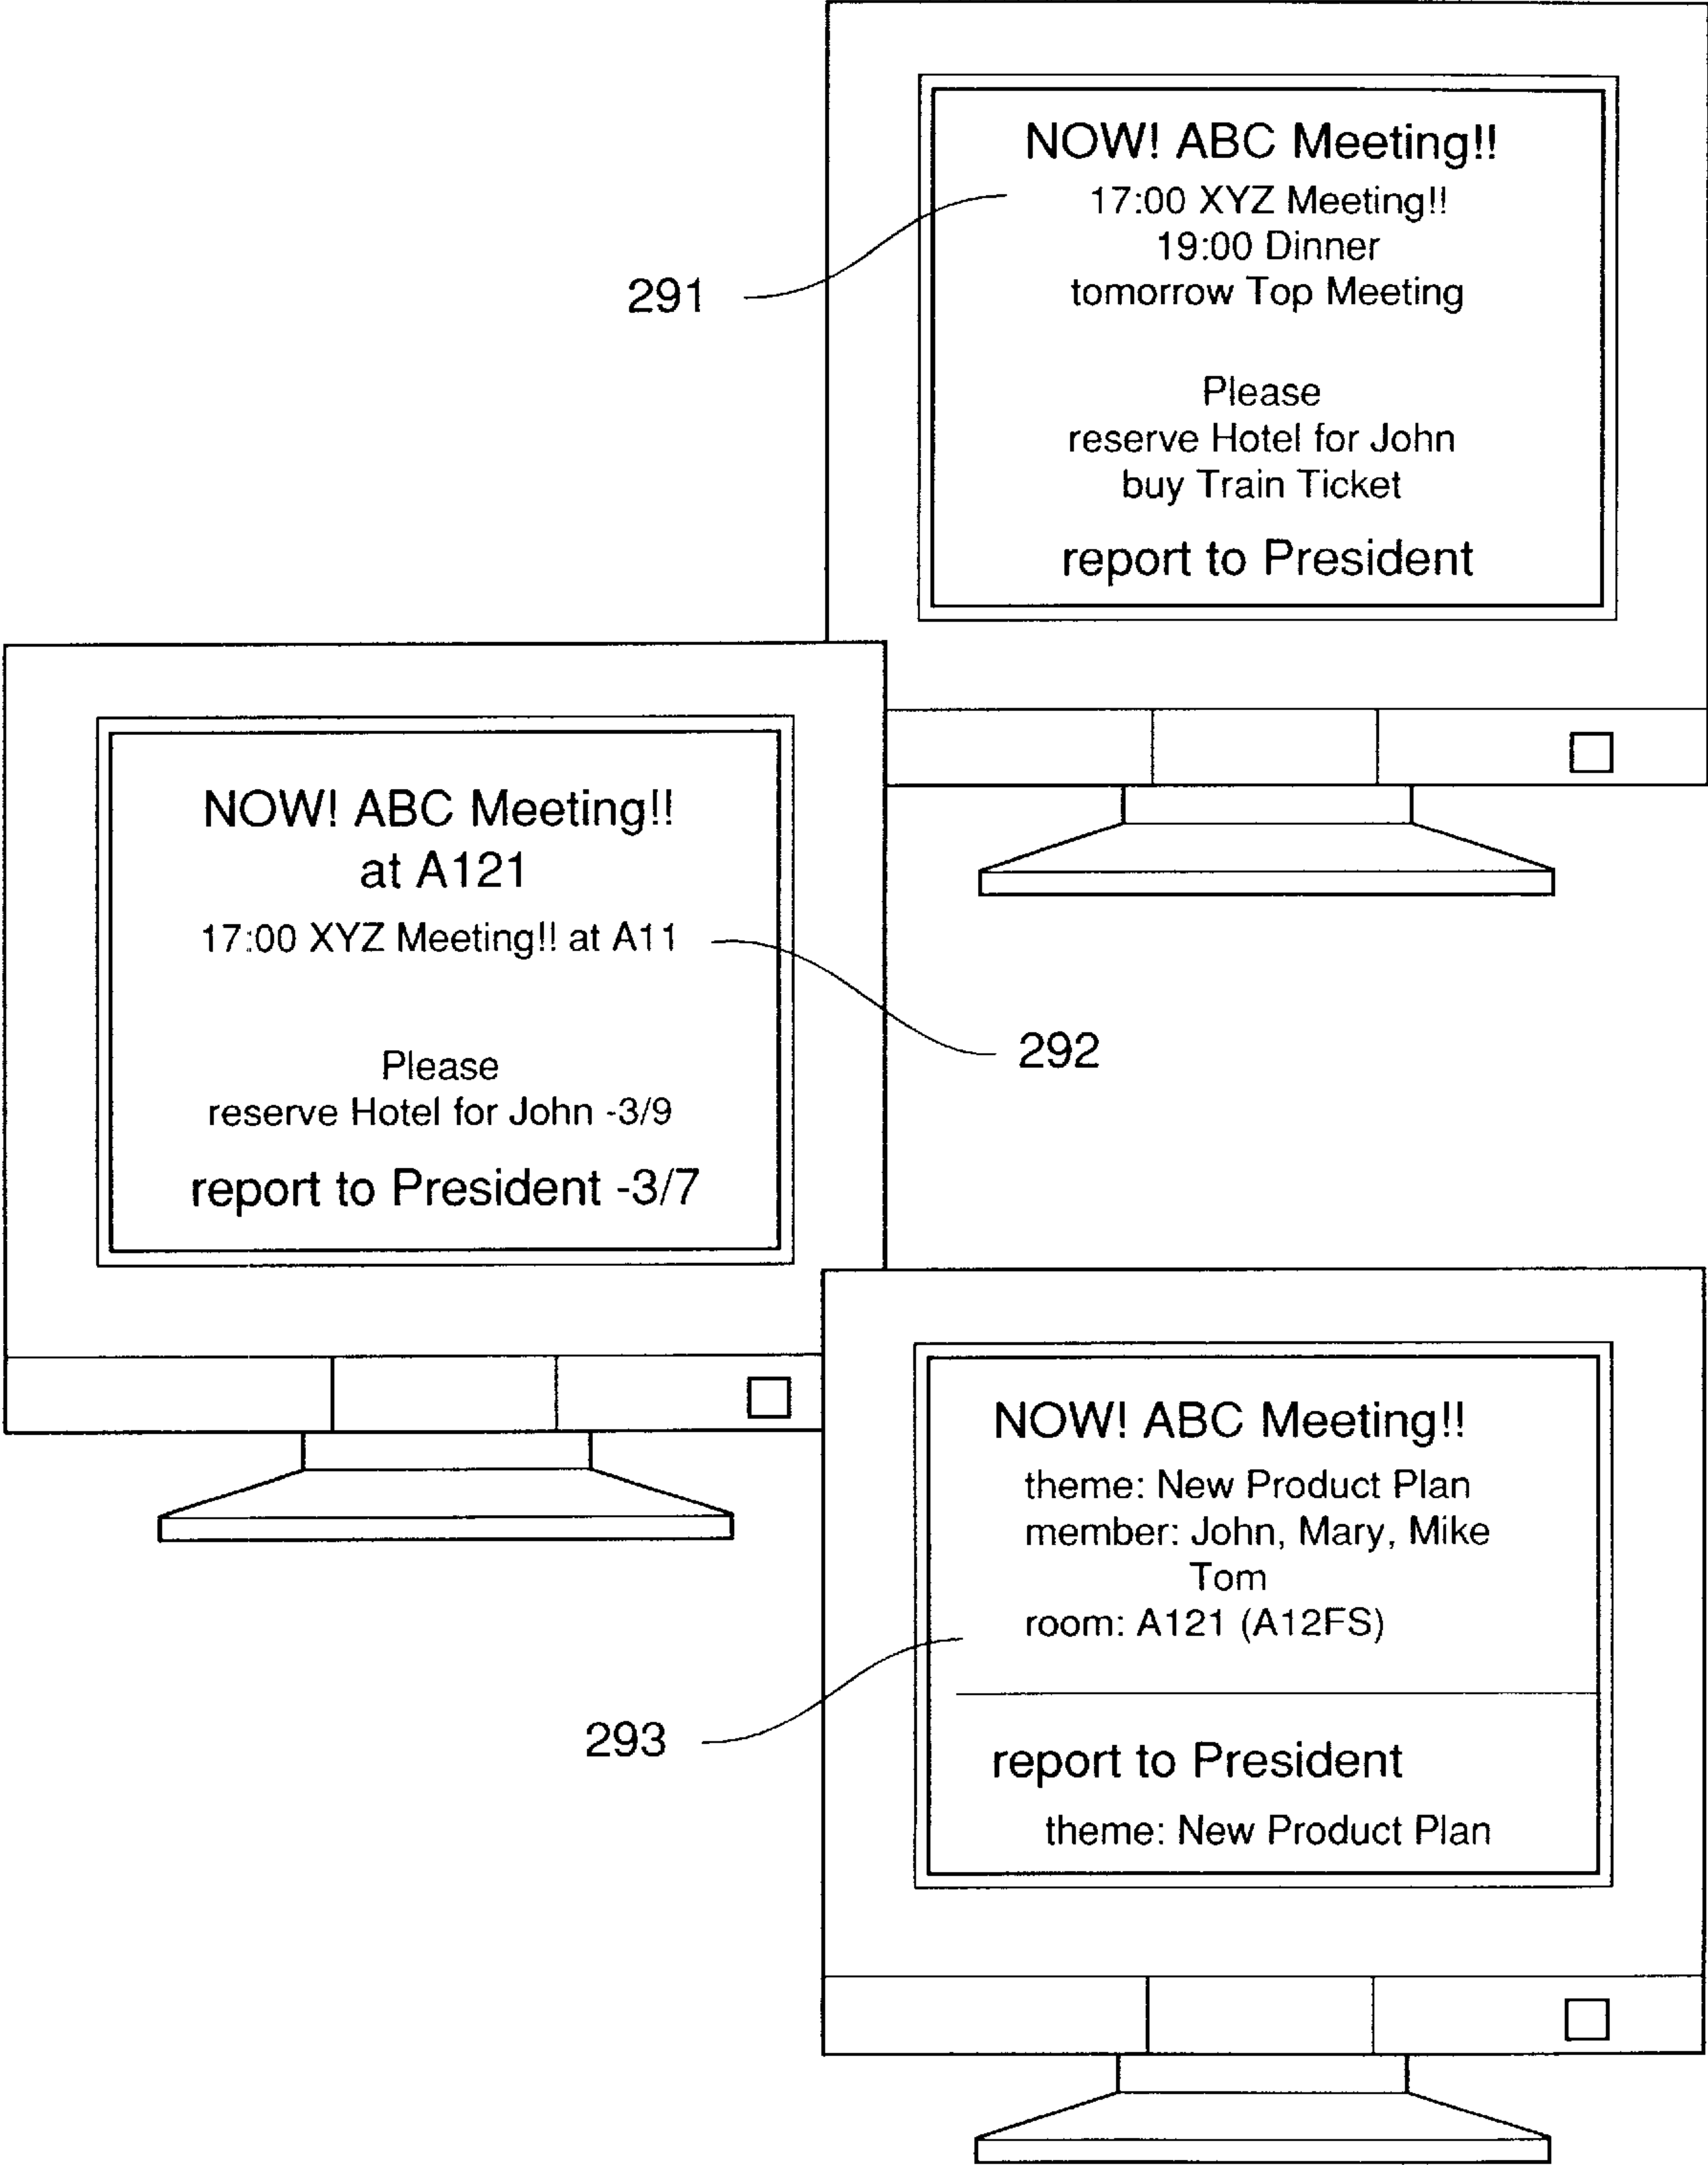 NOW! ABC Meeting!!
17:00 XYZ Meeting!!
19:00 Dinner
tomorrow Top Meeting
291
Please
reserve Hotel for John
buy Train Ticket
report to President
NOW! ABC Meeting!!
at A121
17:00 XYZ Meeting!! at A11
292
Please
reserve Hotel for John -3/9
report to President -3/7
NOW! ABC Meeting!!
theme: New Product Plan
member: John, Mary, Mike
Tom
room: A121 (A12FS)
293
report to President
theme: New Product Plan